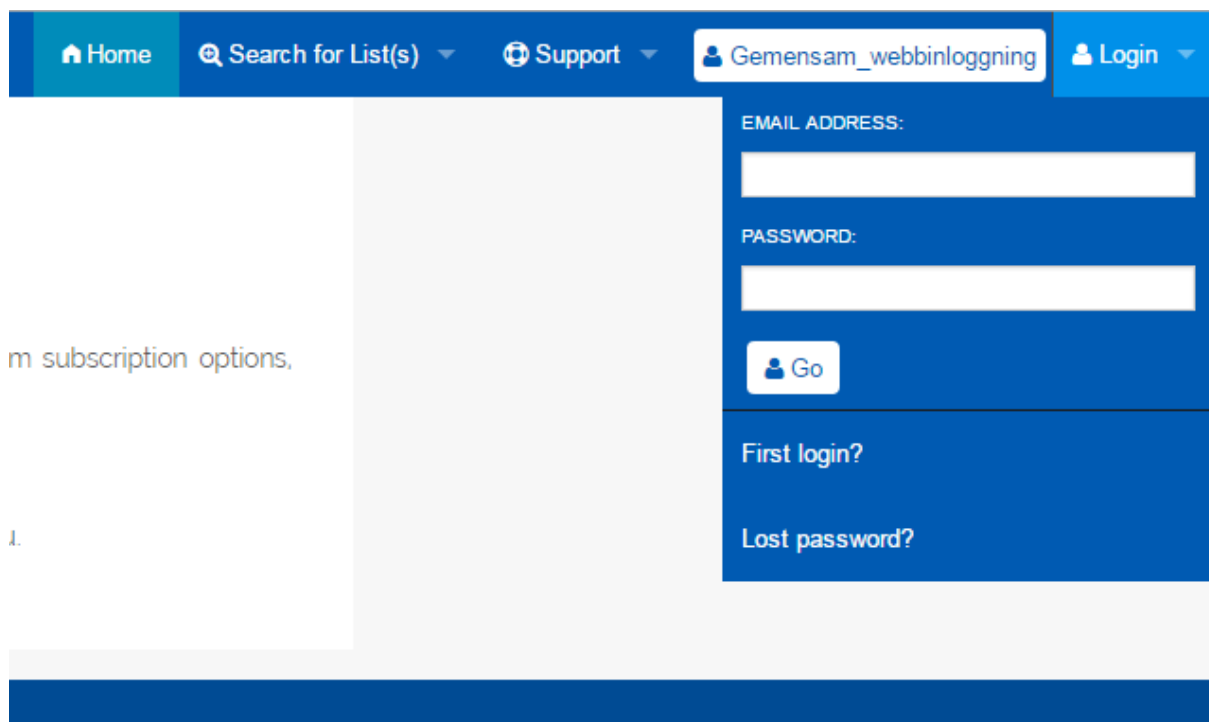 Home Search for List(s) Support Gemensam_webbinloggning Login
EMAIL ADDRESS:
PASSWORD:
m subscription options,
Go
First login?
u.
Lost password?